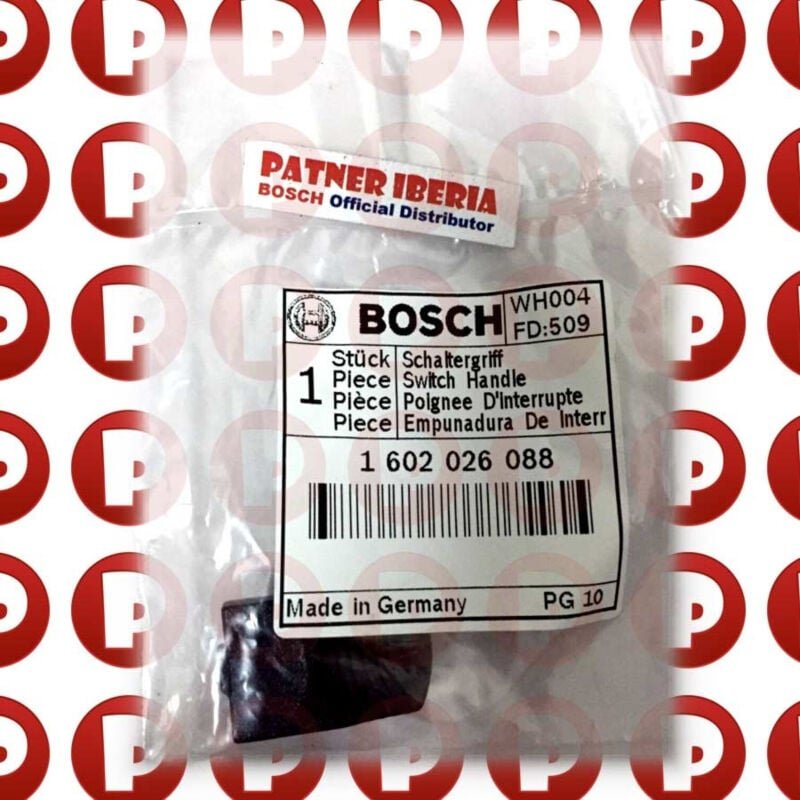 PATNER IBERIA
BOSCH Official Distributor
BOSCH
WH004
FD:509
1
Stück Schaltergriff
Piece Switch Handle
Pièce Poignee D'Interrupte
Piece Empunadura De Interr
1 602 026 088
Made in Germany PG 10